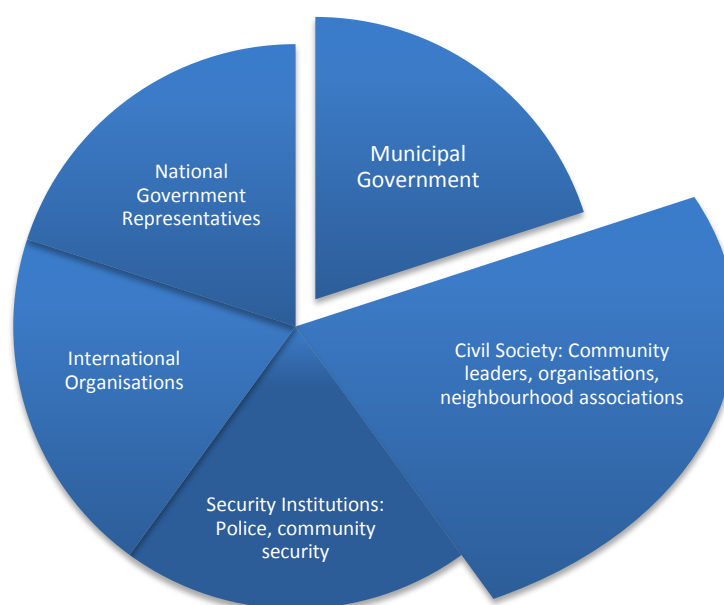 Municipal
Government
National
Government
Representatives
Civil Society: Community
leaders, organisations,
neighbourhood associations
International
Organisations
Security Institutions:
Police, community
security